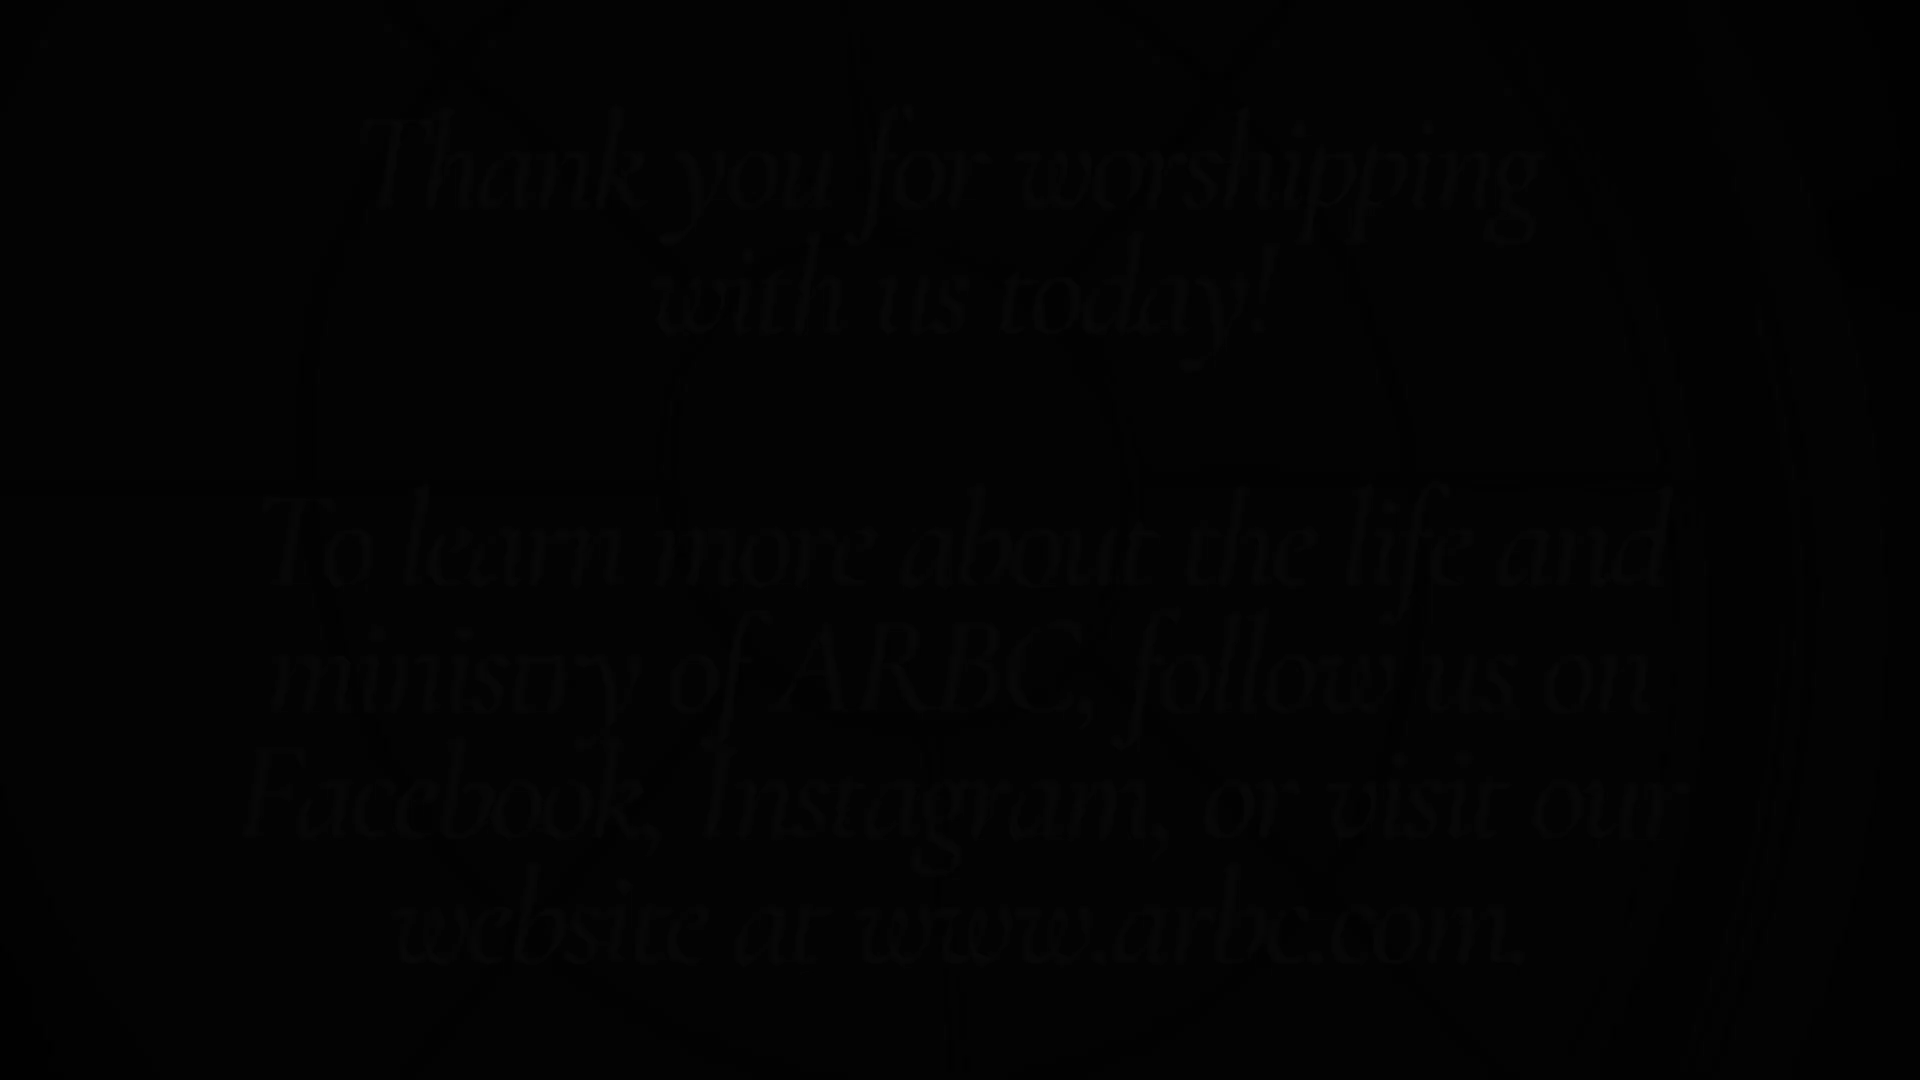 Thank you for worshipping
with us today!
To learn more about the life and
ministry of ARBC, follow us on
Facebook, Instagram, or visit our
website at www.arbc.com.